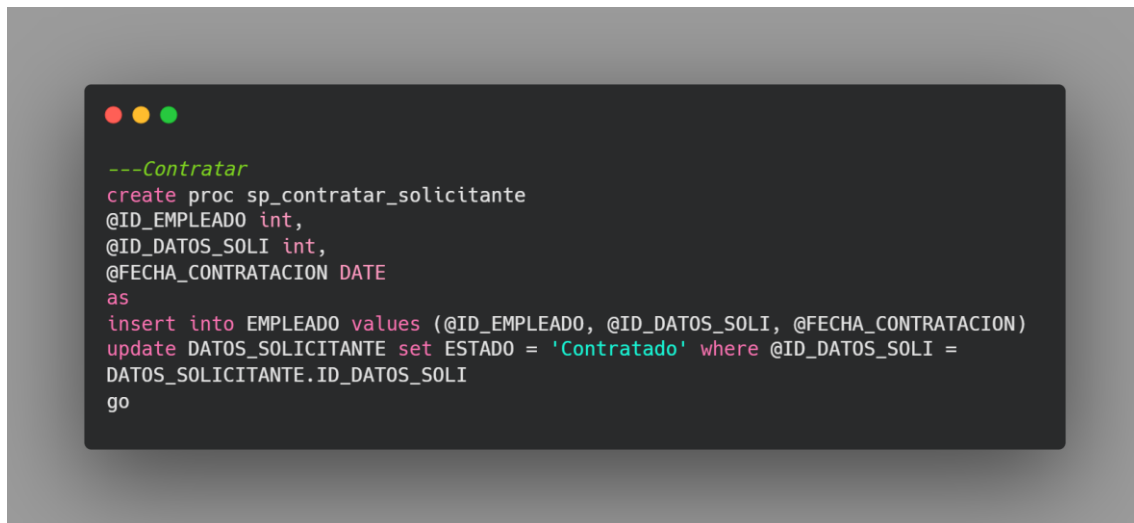 ---Contratar
create proc sp_contratar_solicitante
@ID_EMPLEADO int,
@ID_DATOS_SOLI int,
@FECHA_CONTRATACION DATE
as
insert into EMPLEADO values (@ID_EMPLEADO, @ID_DATOS_SOLI, @FECHA_CONTRATACION)
update DATOS_SOLICITANTE set ESTADO = 'Contratado' where @ID_DATOS_SOLI =
DATOS_SOLICITANTE.ID_DATOS_SOLI
go